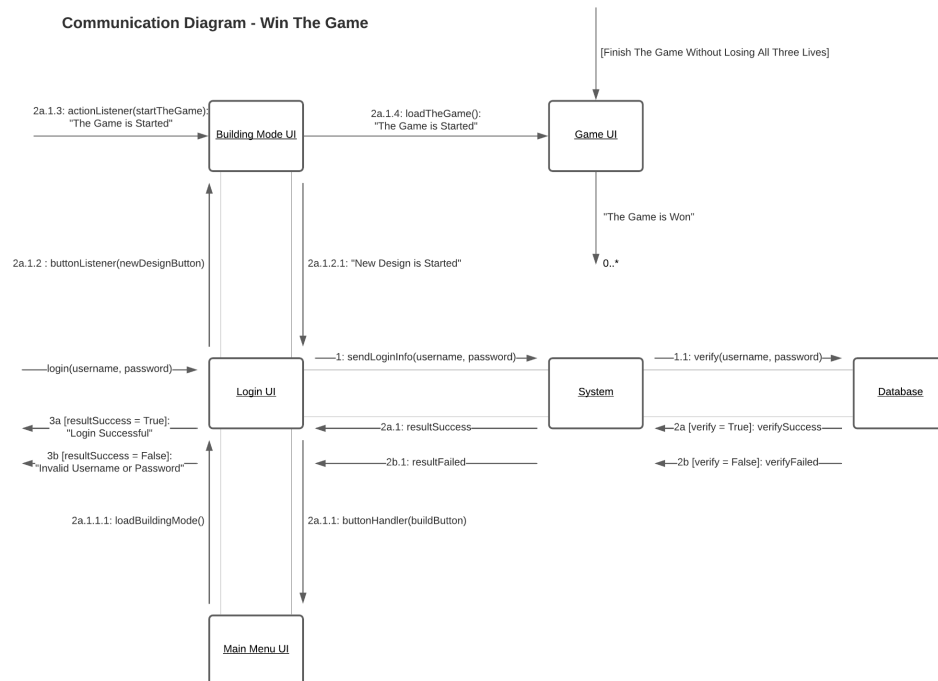 Communication Diagram - Win The Game
[Finish The Game Without Losing All Three Lives]
2a.1.3: actionListener(startTheGame):
"The Game is Started"
Building Mode UI
2a.1.4: loadTheGame():
"The Game is Started"
Game UI
"The Game is Won"
2a.1.2 : buttonListener(newDesignButton)
2a.1.2.1: "New Design is Started"
0..*
login(username, password)
Login UI
1: sendLoginInfo(username, password)
System
1.1: verify(username, password)
Database
3a [resultSuccess = True]:
"Login Successful"
2a.1: resultSuccess
2a [verify = True]: verifySuccess
3b [resultSuccess = False]:
"Invalid Username or Password"
2b.1: resultFailed
2b [verify = False]: verifyFailed
2a.1.1.1: loadBuildingMode()
2a.1.1: buttonHandler(buildButton)
Main Menu UI